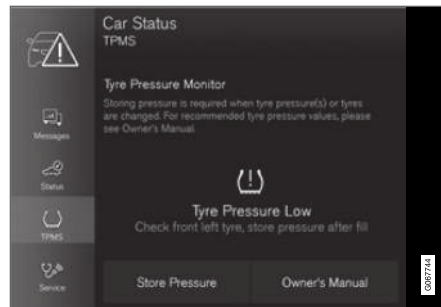 Car Status
TPMS
Tyre Pressure Monitor
Storing pressure is required when tyre pressure(s) or tyres
are changed. For recommended tyre pressure values, please
see Owner's Manual.
Messages
Status
TPMS
Service
Tyre Pressure Low
Check front left tyre, store pressure after fill
Store Pressure
Owner's Manual
G067744